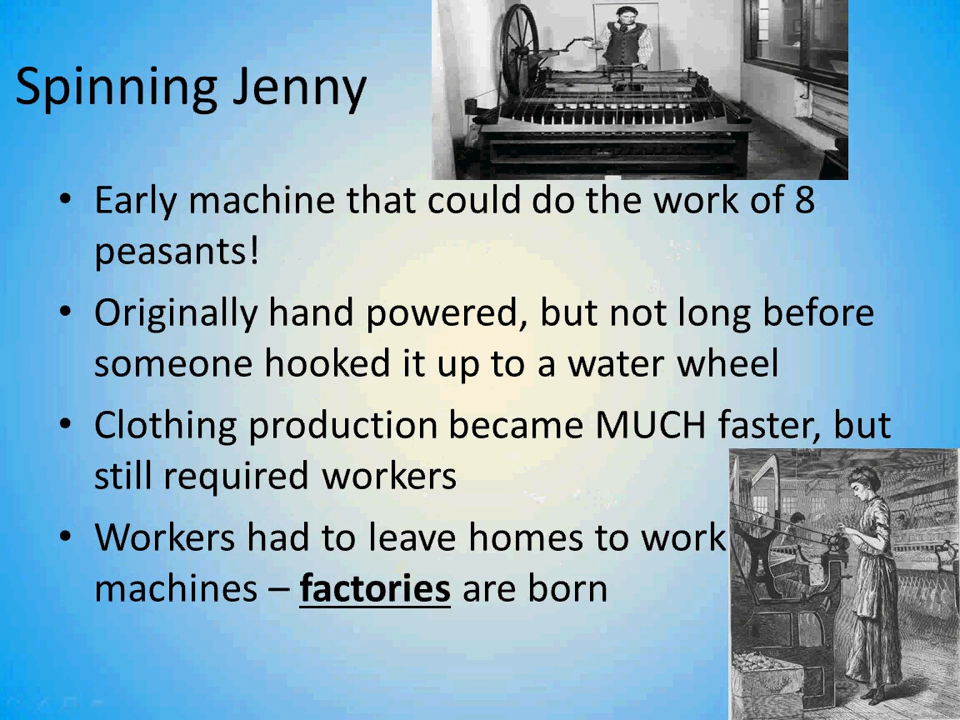 Spinning Jenny
• Early machine that could do the work of 8
peasants!
• Originally hand powered, but not long before
someone hooked it up to a water wheel
• Clothing production became MUCH faster, but
still required workers
• Workers had to leave homes to work
machines – factories are born